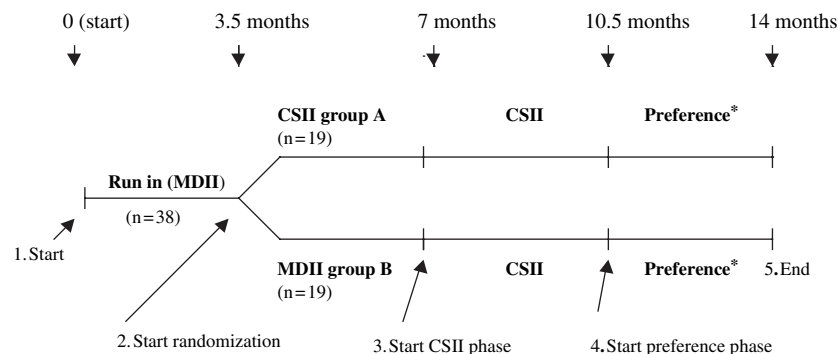 0 (start) 3.5 months 7 months 10.5 months 14 months
CSII group A CSII Preference*
(n=19)
Run in (MDII)
(n=38)
1.Start
MDII group B CSII Preference* 5.End
(n=19)
2.Start randomization 3.Start CSII phase 4.Start preference phase